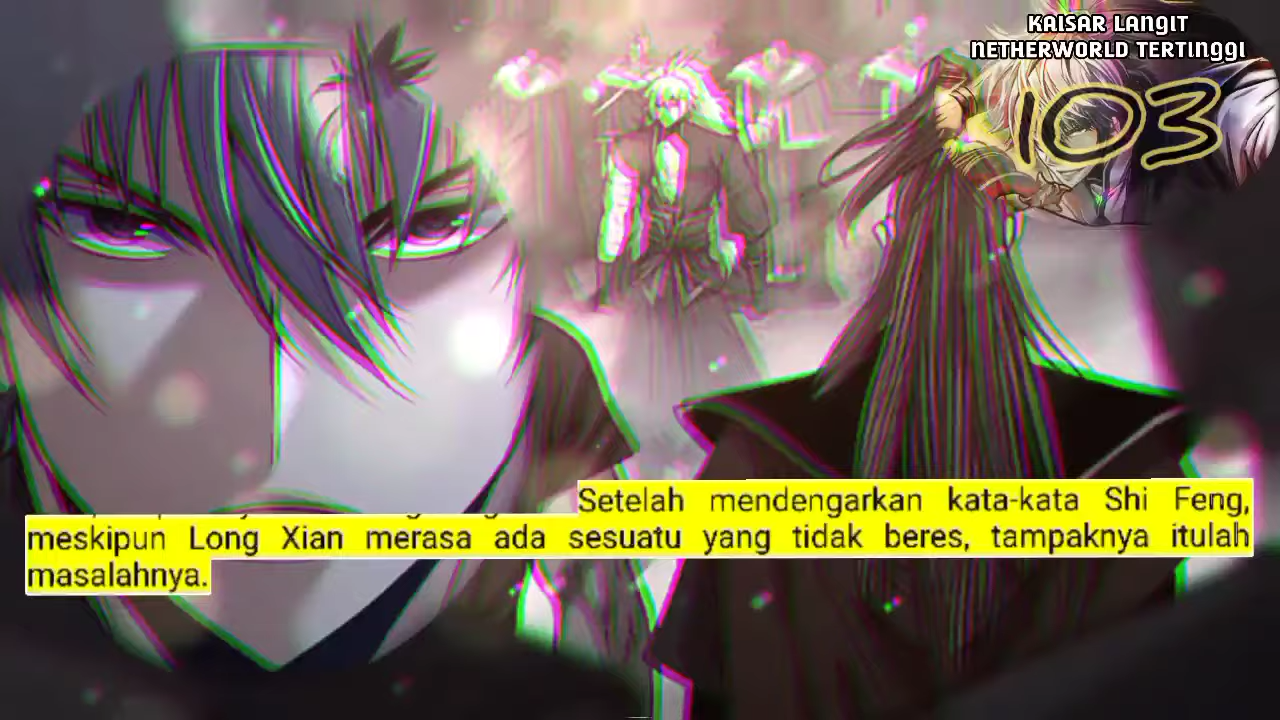 KAISAR LANGIT
NETHERWORLD TERTINGGI
103
Setelah mendengarkan kata-kata Shi Feng,
meskipun Long Xian merasa ada sesuatu yang tidak beres, tampaknya itulah
masalahnya.